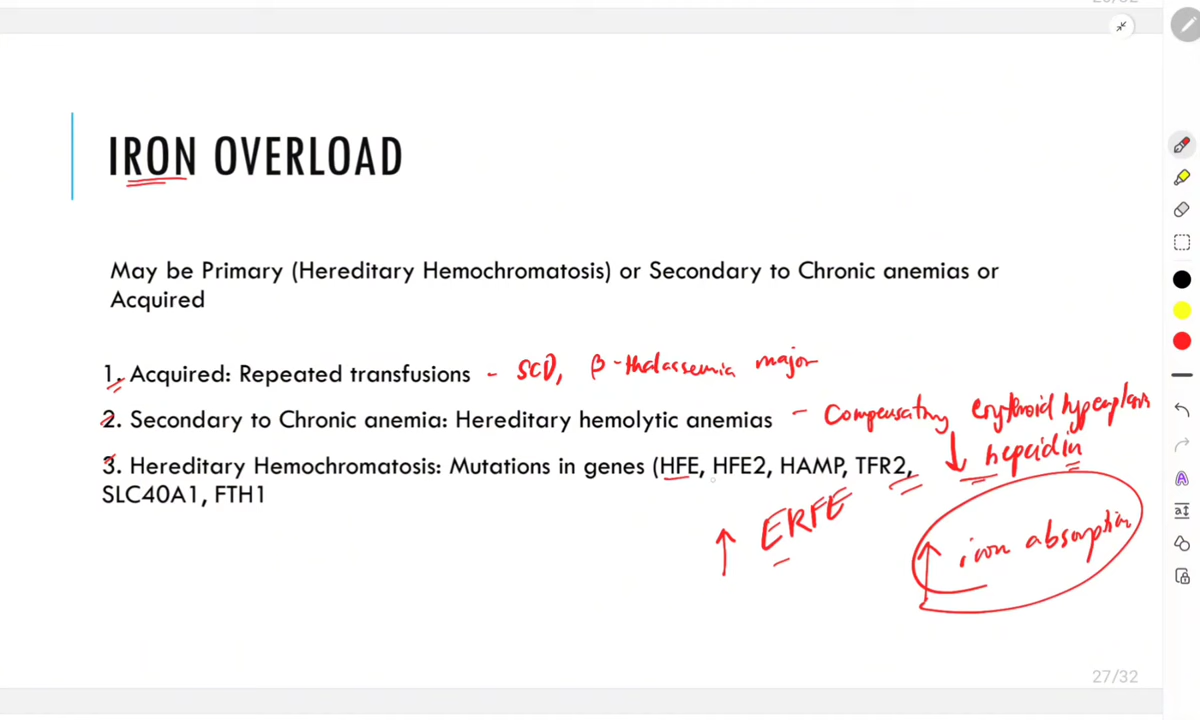 IRON OVERLOAD
May be Primary (Hereditary Hemochromatosis) or Secondary to Chronic anemias or
Acquired
1. Acquired: Repeated transfusions - SCD, β-thalassemia major
2. Secondary to Chronic anemia: Hereditary hemolytic anemias - Compensatory erythroid hyperplasia
↓ hepcidin
3. Hereditary Hemochromatosis: Mutations in genes (HFE, HFE2, HAMP, TFR2,
SLC40A1, FTH1
↑ ERFE
↑ iron absorption
27/32